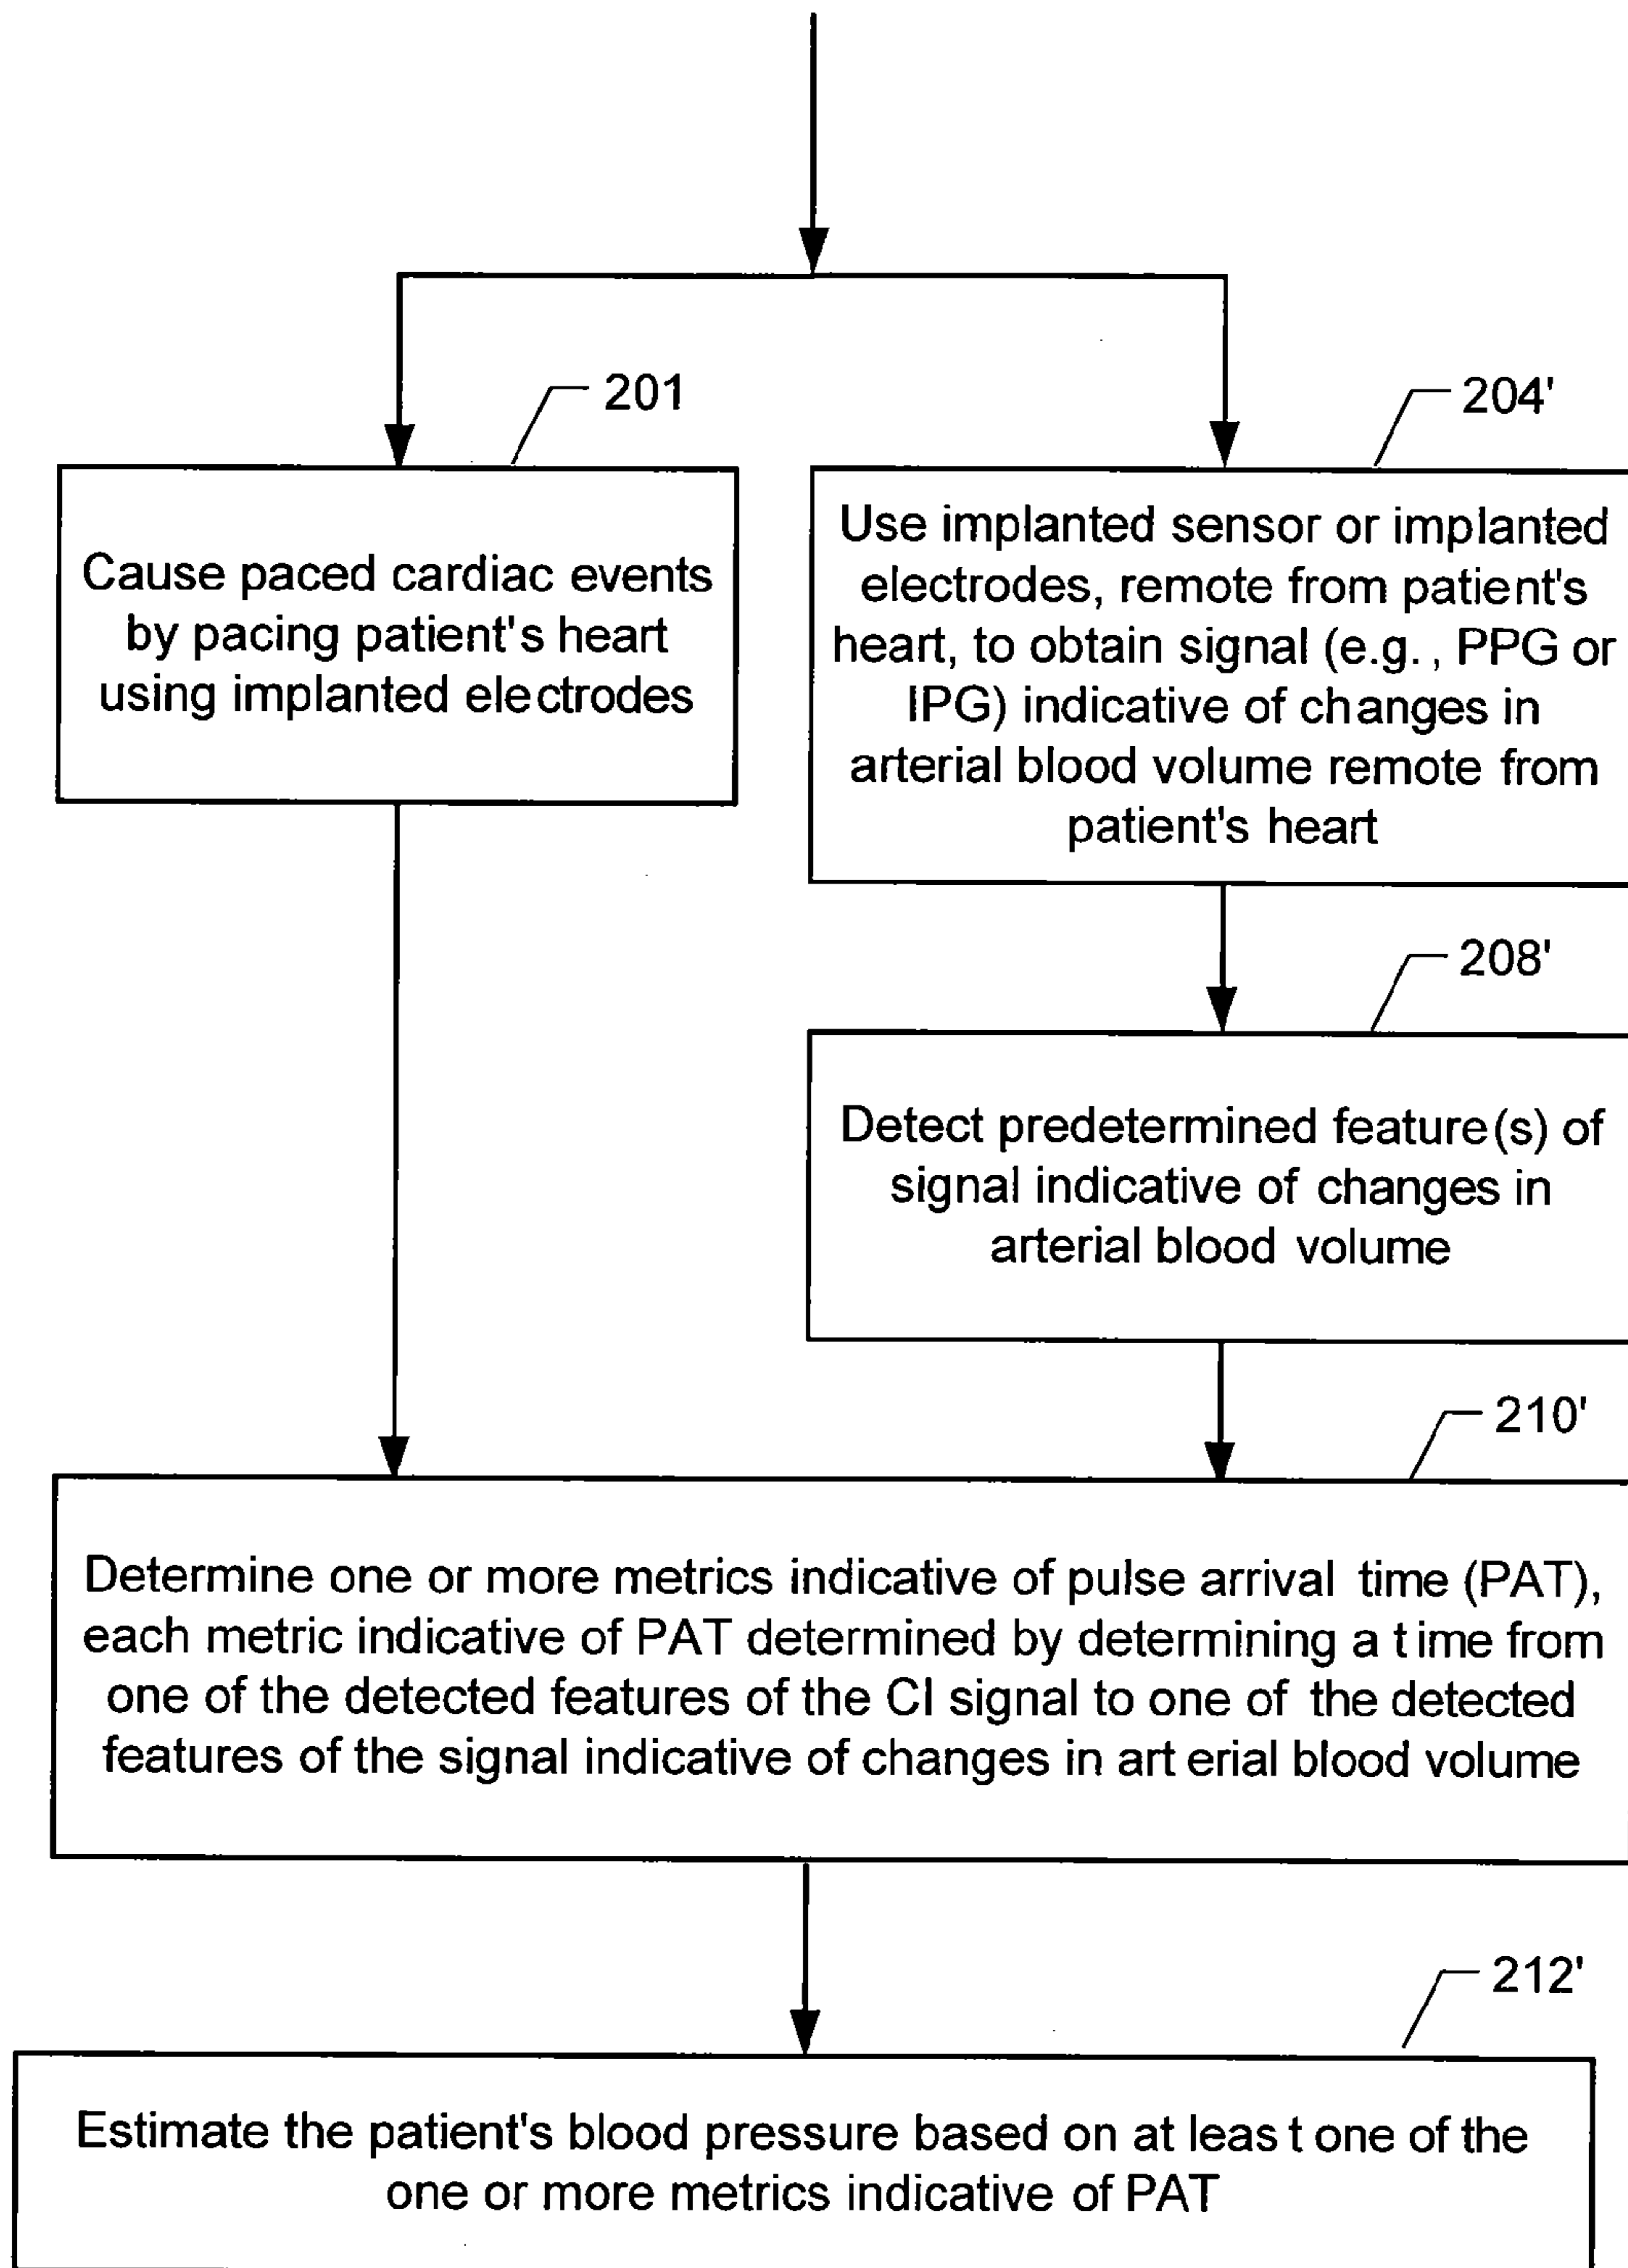 201
204'
Cause paced cardiac events
by pacing patient's heart
using implanted electrodes
Use implanted sensor or implanted
electrodes, remote from patient's
heart, to obtain signal (e.g., PPG or
IPG) indicative of changes in
arterial blood volume remote from
patient's heart
208'
Detect predetermined feature(s) of
signal indicative of changes in
arterial blood volume
210'
Determine one or more metrics indicative of pulse arrival time (PAT),
each metric indicative of PAT determined by determining a time from
one of the detected features of the CI signal to one of the detected
features of the signal indicative of changes in arterial blood volume
212'
Estimate the patient's blood pressure based on at least one of the
one or more metrics indicative of PAT